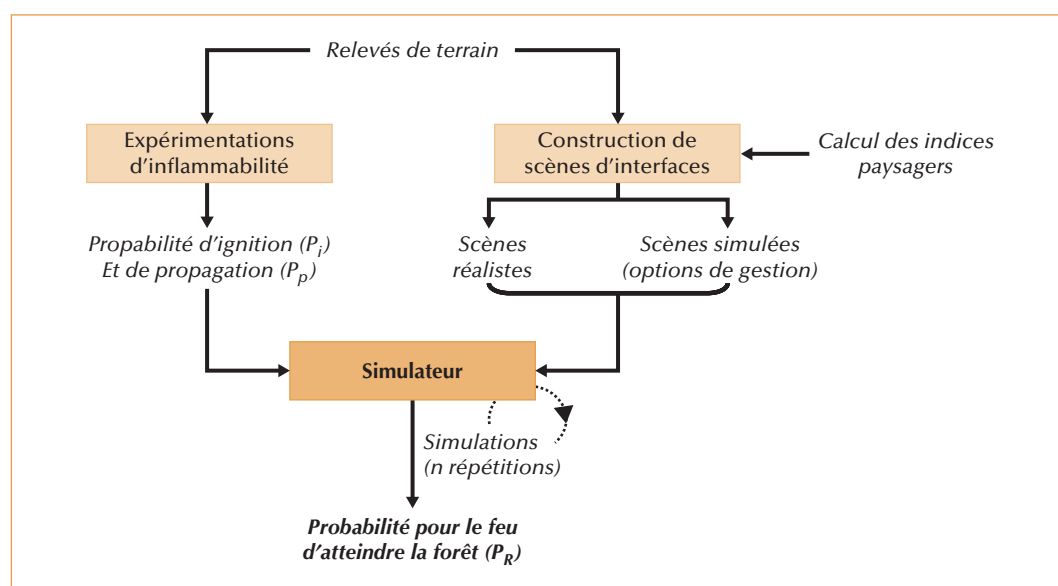 Relevés de terrain
Expérimentations
d'inflammabilité
Construction de
scènes d'interfaces
Calcul des indices
paysagers
Propabilité d'ignition (Pi)
Et de propagation (Pp)
Scènes
réalistes
Scènes simulées
(options de gestion)
Simulateur
Simulations
(n répétitions)
Probabilité pour le feu
d'atteindre la forêt (PR)